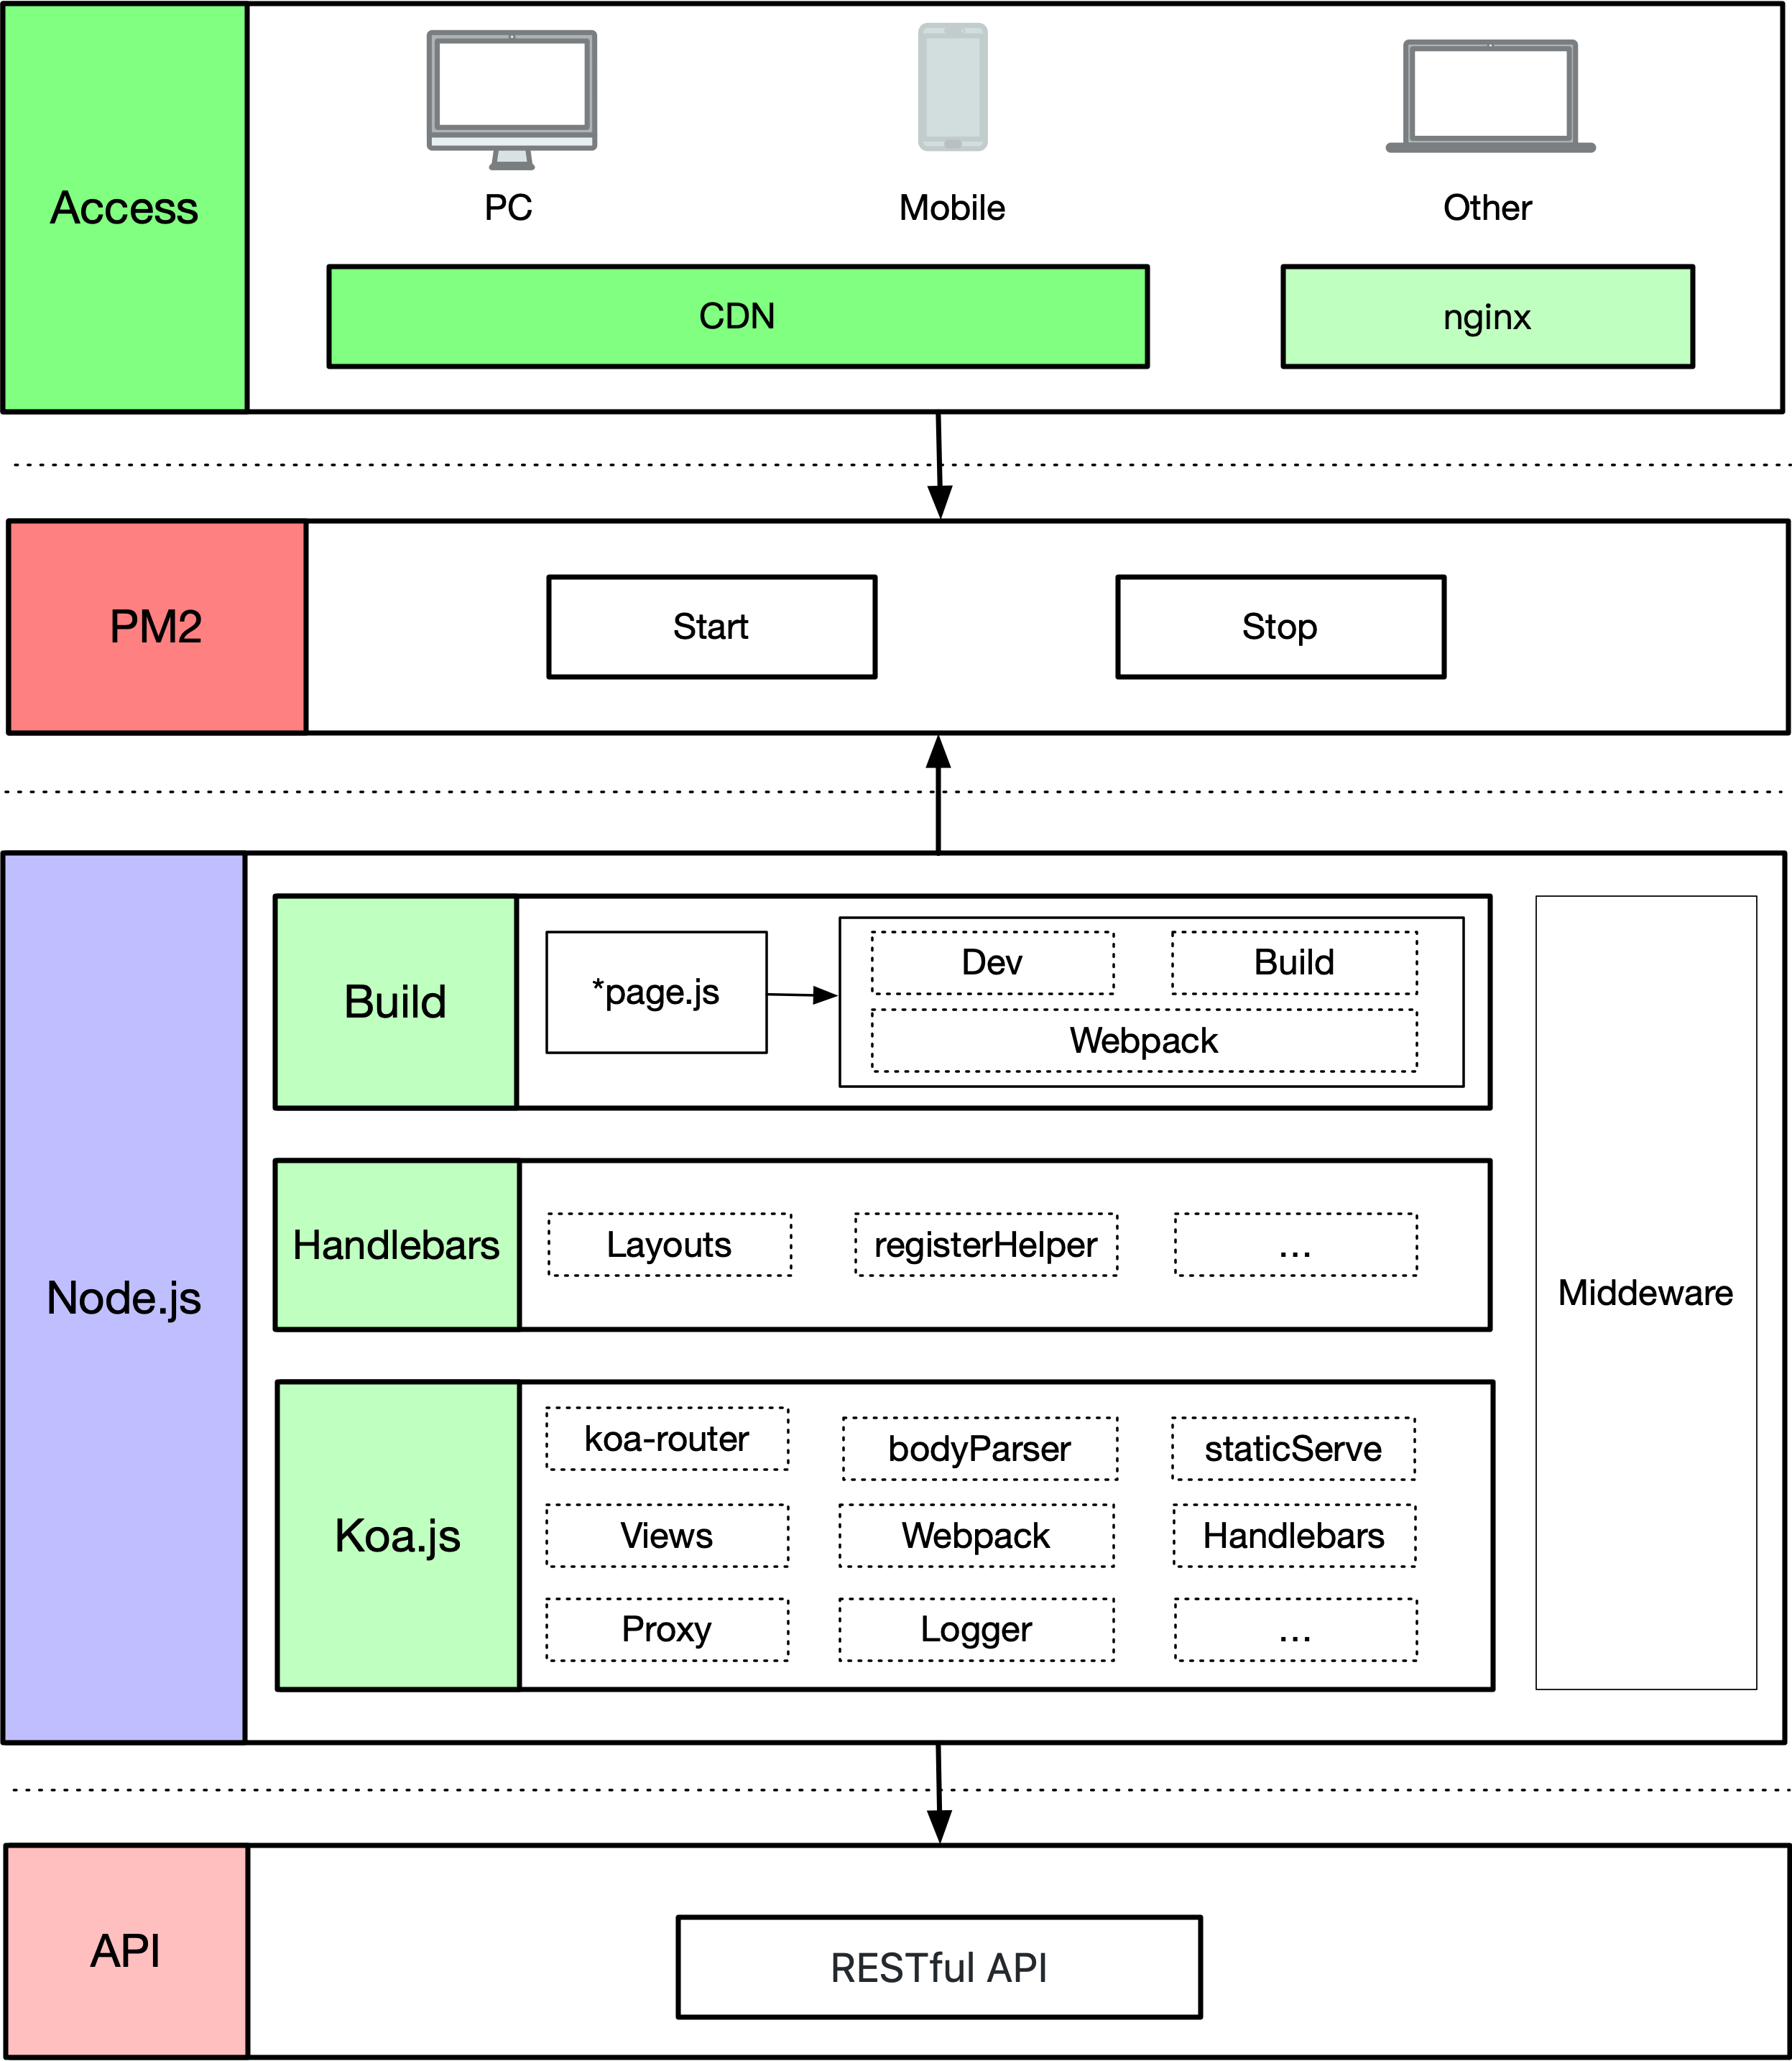 Access
PC
Mobile
Other
CDN
nginx
PM2
Start
Stop
Node.js
Build
*page.js
Dev
Build
Webpack
Handlebars
Layouts
registerHelper
...
Koa.js
koa-router
bodyParser
staticServe
Views
Webpack
Handlebars
Proxy
Logger
...
Middeware
API
RESTful API